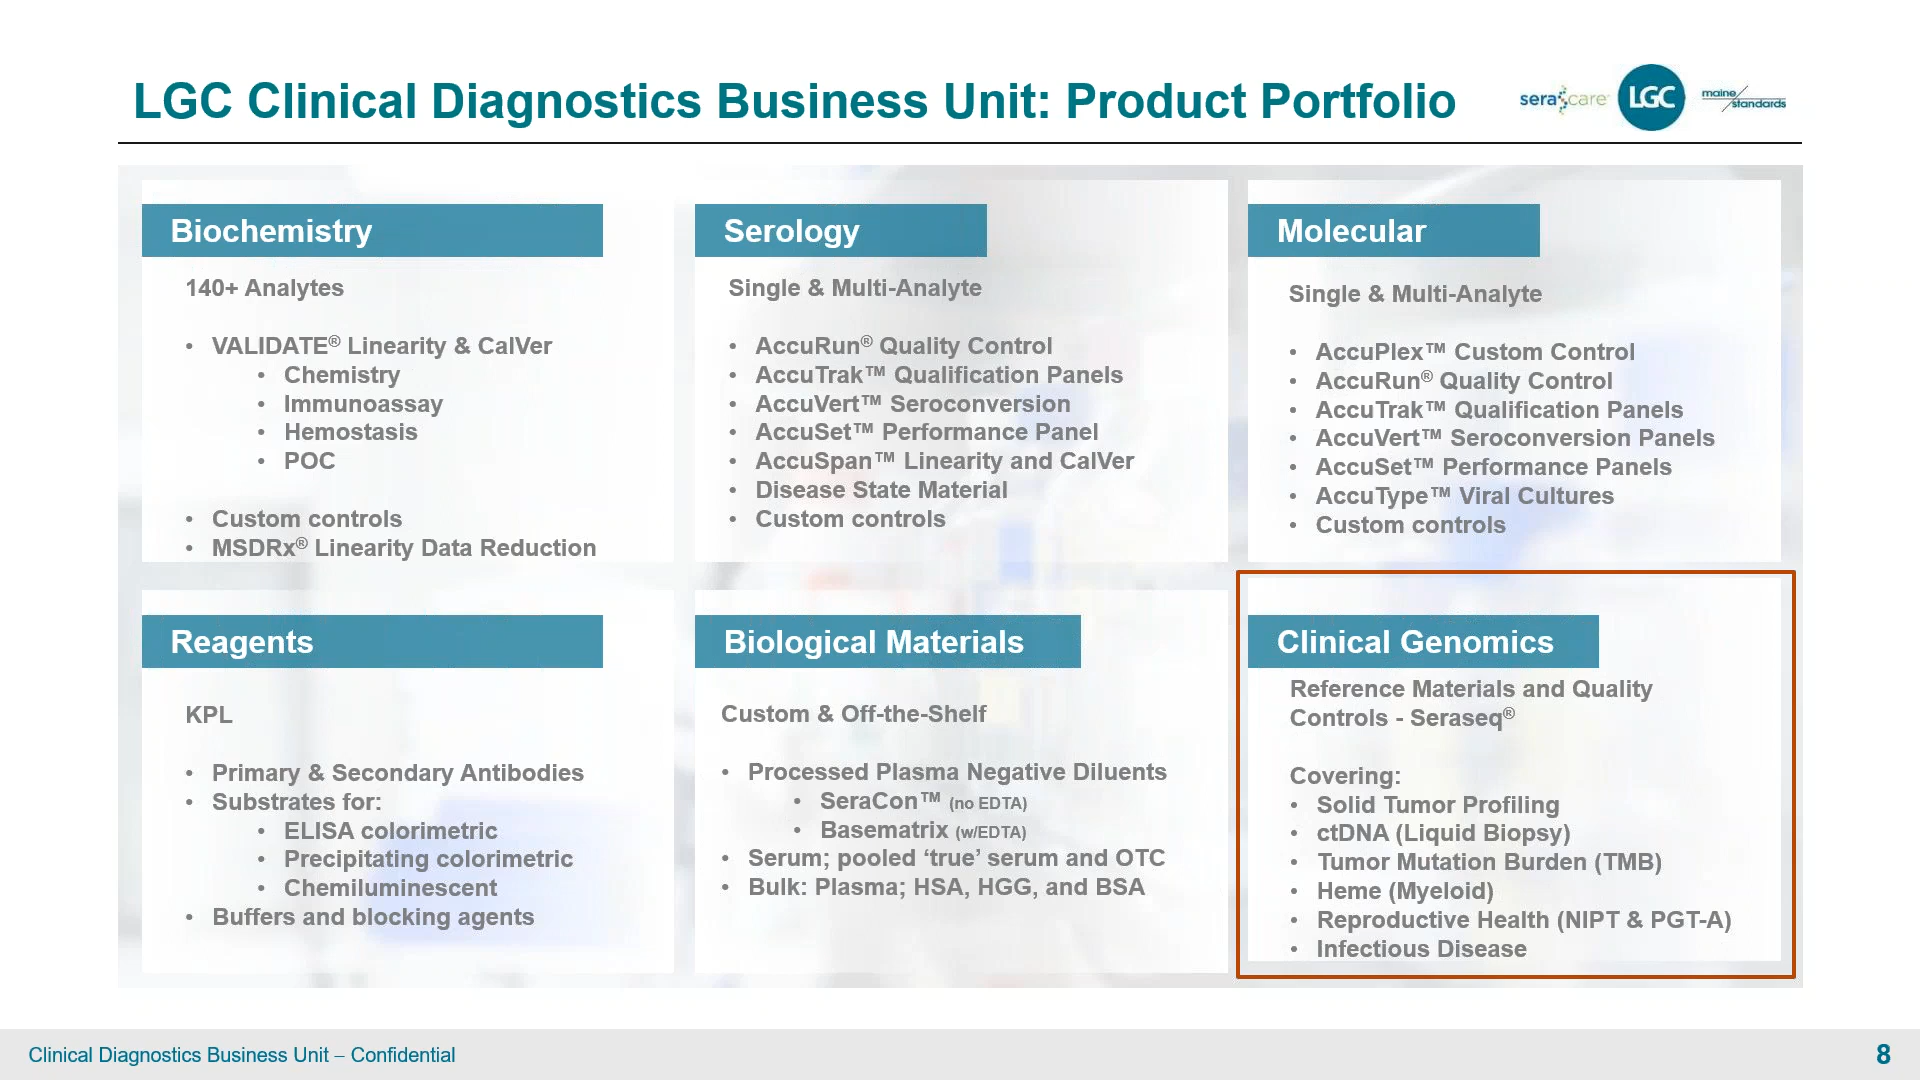 LGC Clinical Diagnostics Business Unit: Product Portfolio
sera care
LGC
maine standards
Biochemistry
140+ Analytes
• VALIDATE® Linearity & CalVer
• Chemistry
• Immunoassay
• Hemostasis
• POC
• Custom controls
• MSDRx® Linearity Data Reduction
Serology
Single & Multi-Analyte
• AccuRun® Quality Control
• AccuTrak™ Qualification Panels
• AccuVert™ Seroconversion
• AccuSet™ Performance Panel
• AccuSpan™ Linearity and CalVer
• Disease State Material
• Custom controls
Molecular
Single & Multi-Analyte
• AccuPlex™ Custom Control
• AccuRun® Quality Control
• AccuTrak™ Qualification Panels
• AccuVert™ Seroconversion Panels
• AccuSet™ Performance Panels
• AccuType™ Viral Cultures
• Custom controls
Reagents
KPL
• Primary & Secondary Antibodies
• Substrates for:
• ELISA colorimetric
• Precipitating colorimetric
• Chemiluminescent
• Buffers and blocking agents
Biological Materials
Custom & Off-the-Shelf
• Processed Plasma Negative Diluents
• SeraCon™ (no EDTA)
• Basematrix (w/EDTA)
• Serum; pooled ‘true’ serum and OTC
• Bulk: Plasma; HSA, HGG, and BSA
Clinical Genomics
Reference Materials and Quality
Controls - Seraseq®
Covering:
• Solid Tumor Profiling
• ctDNA (Liquid Biopsy)
• Tumor Mutation Burden (TMB)
• Heme (Myeloid)
• Reproductive Health (NIPT & PGT-A)
• Infectious Disease
Clinical Diagnostics Business Unit – Confidential
8